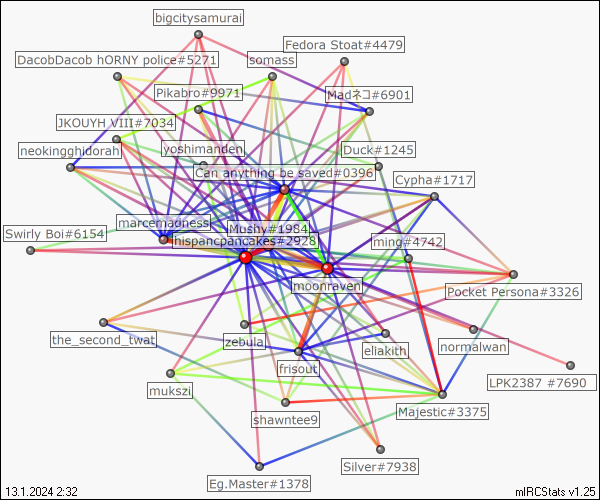 bigcitysamurai
Fedora Stoat#4479
DacobDacob hORNY police#5271
somass
Pikabro#9971
Madネコ#6901
JKOUYH VIII#7034
neokingghidorah
yoshimanden
Duck#1245
Can anything be saved#0396
Cypha#1717
marcemadness
Mushy#1984
Swirly Boi#6154
hispancpancakes#2928
ming#4742
moonraven
Pocket Persona#3326
the_second_twat
zebula
eliakith
normalwan
frisout
LPK2387 #7690
mukszi
shawntee9
Majestic#3375
Silver#7938
Eg.Master#1378
13.1.2024 2:32
mIRCStats v1.25